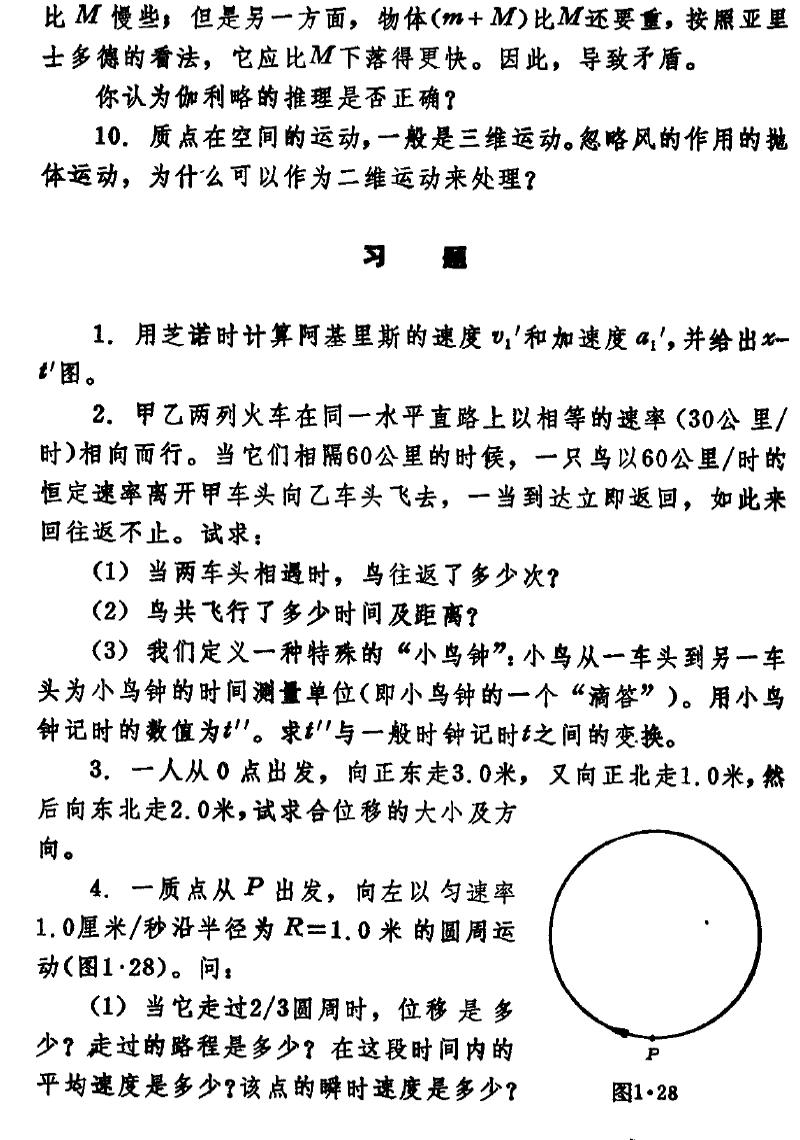 比 M 慢些；但是另一方面，物体(m+M)比M还要重，按照亚里
士多德的看法，它应比M下落得更快。因此，导致矛盾。
你认为伽利略的推理是否正确？
10. 质点在空间的运动，一般是三维运动。忽略风的作用的抛
体运动，为什么可以作为二维运动来处理？
习 题
1. 用芝诺时计算阿基里斯的速度 v₁′和加速度 a₁′，并给出x—
t′图。
2. 甲乙两列火车在同一水平直路上以相等的速率（30公里/
时)相向而行。当它们相隔60公里的时候，一只鸟以60公里/时的
恒定速率离开甲车头向乙车头飞去，一当到达立即返回，如此来
回往返不止。试求：
（1）当两车头相遇时，鸟往返了多少次？
（2）鸟共飞行了多少时间及距离？
（3）我们定义一种特殊的“小鸟钟”：小鸟从一车头到另一车
头为小鸟钟的时间测量单位(即小鸟钟的一个“滴答”)。用小鸟
钟记时的数值为t′′。求t′′与一般时钟记时t之间的变换。
3. 一人从 0 点出发，向正东走3.0米，又向正北走1.0米，然
后向东北走2.0米，试求合位移的大小及方
向。
4. 一质点从 P 出发，向左以匀速率
1.0厘米/秒沿半径为 R=1.0 米的圆周运
动(图1·28)。问：
（1）当它走过2/3圆周时，位移是多
少？走过的路程是多少？在这段时间内的
平均速度是多少？该点的瞬时速度是多少？
P
图1·28